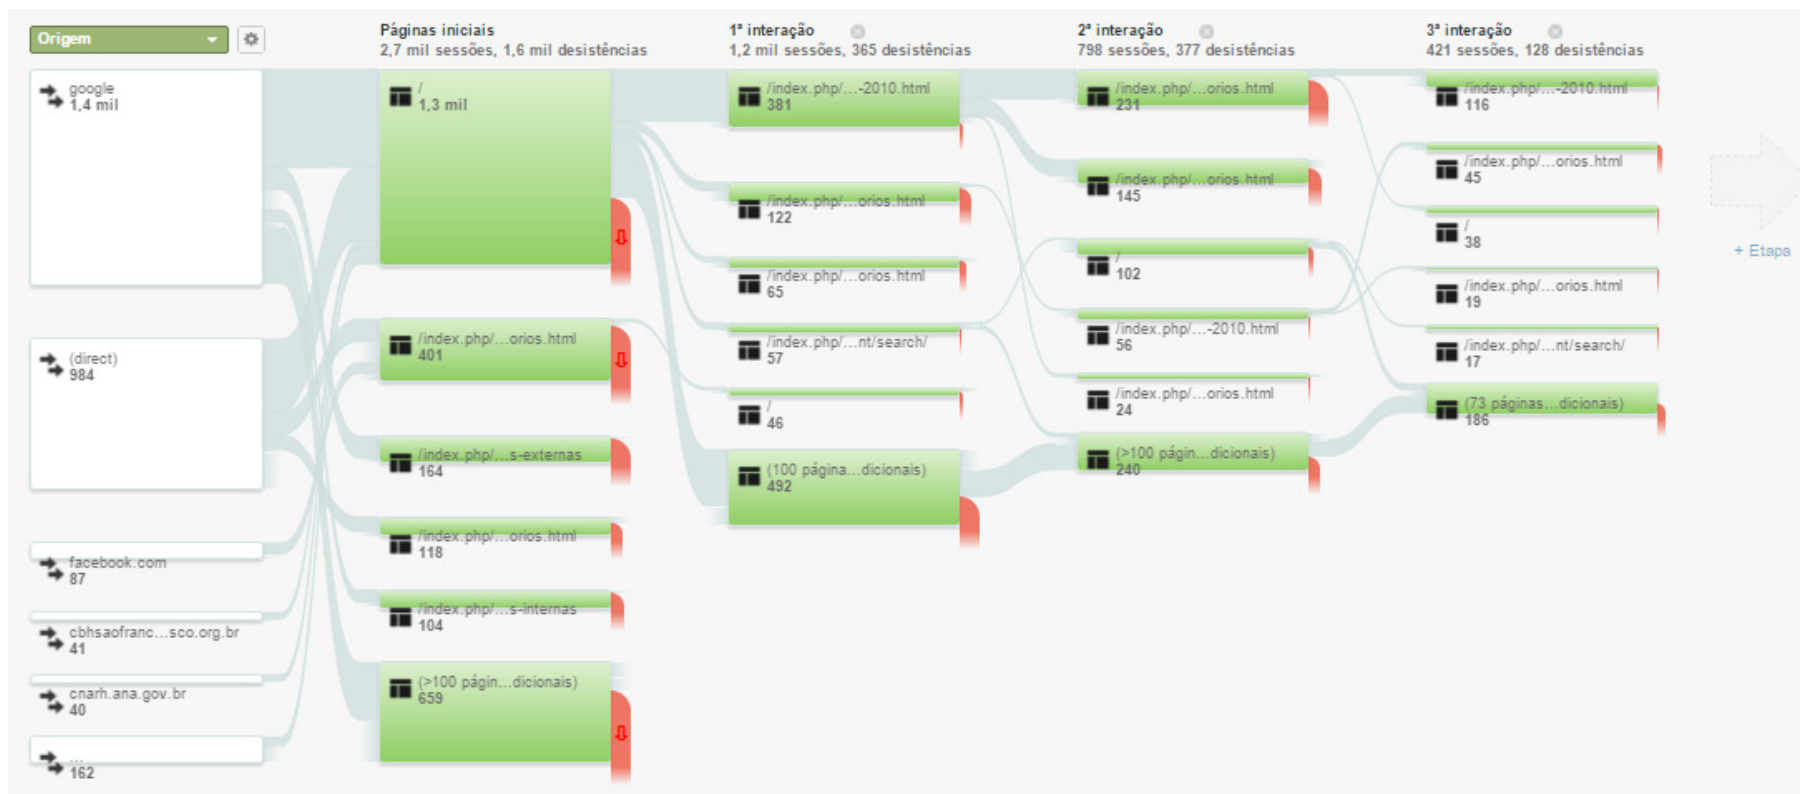 Origem
google
1,4 mil
(direct)
984
facebook.com
87
cbhsaofranc...sco.org.br
41
cnarh.ana.gov.br
40
...
162
Páginas iniciais
2,7 mil sessões, 1,6 mil desistências
/
1,3 mil
/index.php/...orios.html
401
/index.php/...s-externas
164
/index.php/...orios.html
118
/index.php/...s-internas
104
(>100 págin...dicionais)
659
1ª interação
1,2 mil sessões, 365 desistências
/index.php/...-2010.html
381
/index.php/...orios.html
122
/index.php/...orios.html
65
/index.php/...nt/search/
57
/
46
(100 página...dicionais)
492
2ª interação
798 sessões, 377 desistências
/index.php/...orios.html
231
/index.php/...orios.html
145
/
102
/index.php/...-2010.html
56
/index.php/...orios.html
24
(>100 págin...dicionais)
240
3ª interação
421 sessões, 128 desistências
/index.php/...-2010.html
116
/index.php/...orios.html
45
/
38
/index.php/...orios.html
19
/index.php/...nt/search/
17
(73 páginas...dicionais)
186
+ Etapa